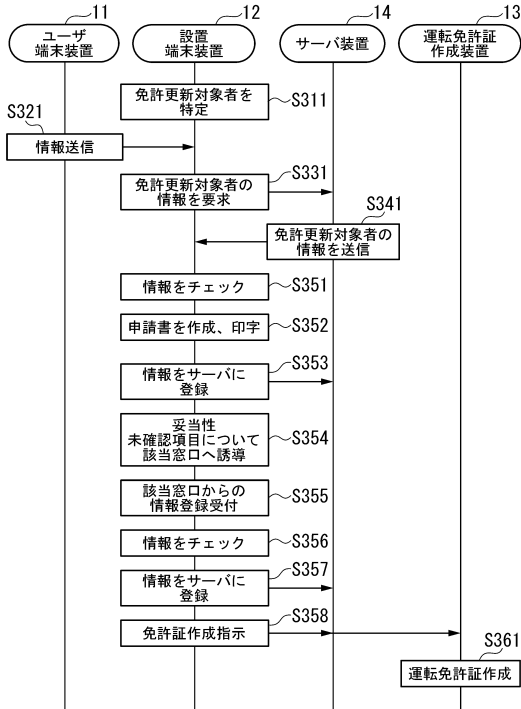 11
12
14
13
ユーザ
端末装置
設置
端末装置
サーバ装置
運転免許証
作成装置
免許更新対象者を
特定
S311
S321
情報送信
免許更新対象者の
情報を要求
S331
S341
免許更新対象者の
情報を送信
情報をチェック
S351
申請書を作成、印字
S352
情報をサーバに
登録
S353
妥当性
未確認項目について
該当窓口へ誘導
S354
該当窓口からの
情報登録受付
S355
情報をチェック
S356
情報をサーバに
登録
S357
免許証作成指示
S358
S361
運転免許証作成